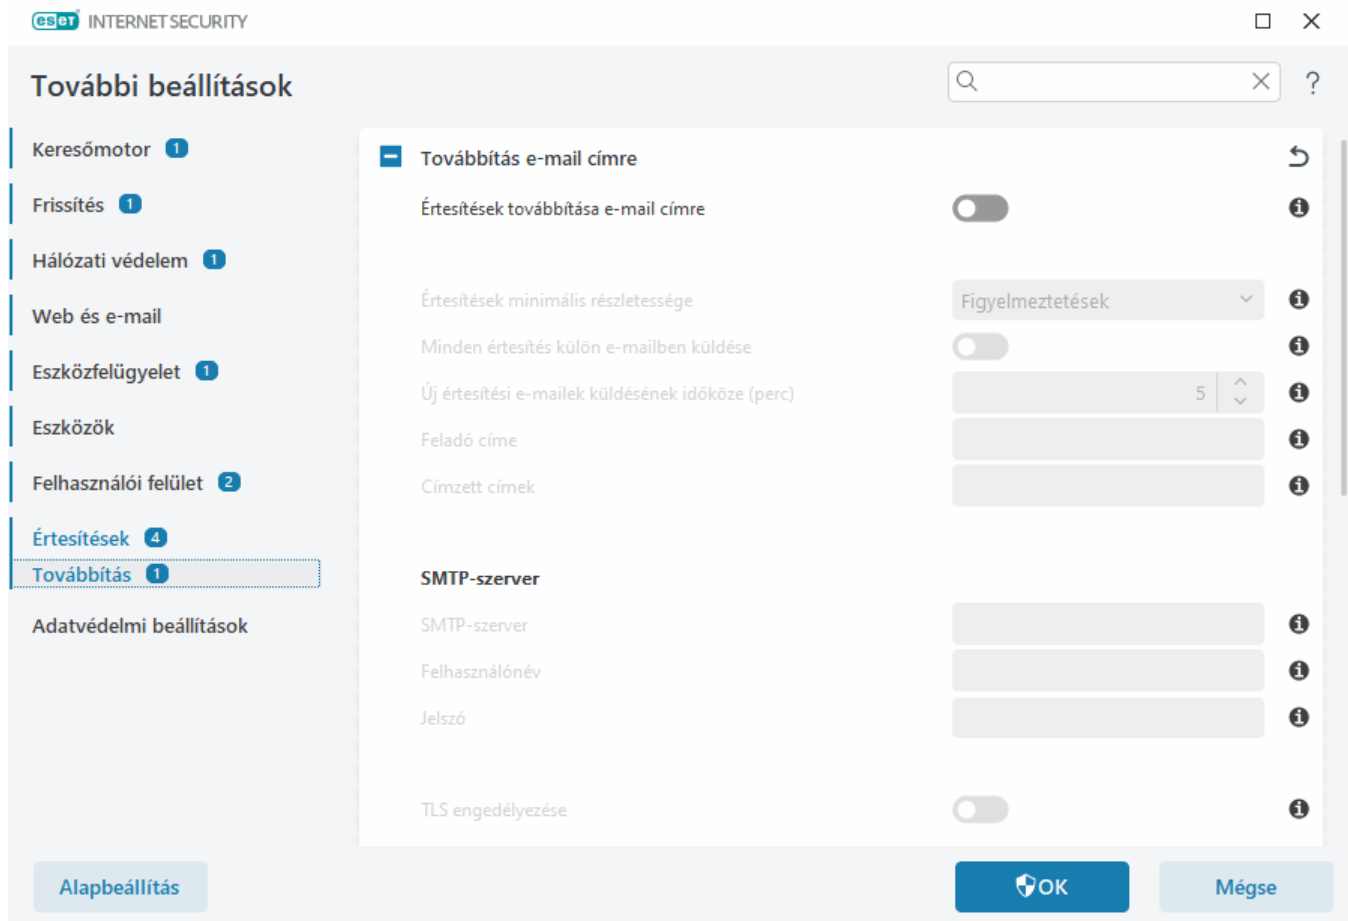 eset INTERNET SECURITY
További beállítások
?
Keresőmotor 1
Frissítés 1
Hálózati védelem 1
Web és e-mail
Eszközfelügyelet 1
Eszközök
Felhasználói felület 2
Értesítések 4
Továbbítás 1
Adatvédelmi beállítások
Továbbítás e-mail címre
Értesítések továbbítása e-mail címre
Értesítések minimális részletessége Figyelmeztetések
Minden értesítés külön e-mailben küldése
Új értesítési e-mailek küldésének időköze (perc) 5
Feladó címe
Címzett címek
SMTP-szerver
SMTP-szerver
Felhasználónév
Jelszó
TLS engedélyezése
Alapbeállítás
OK
Mégse